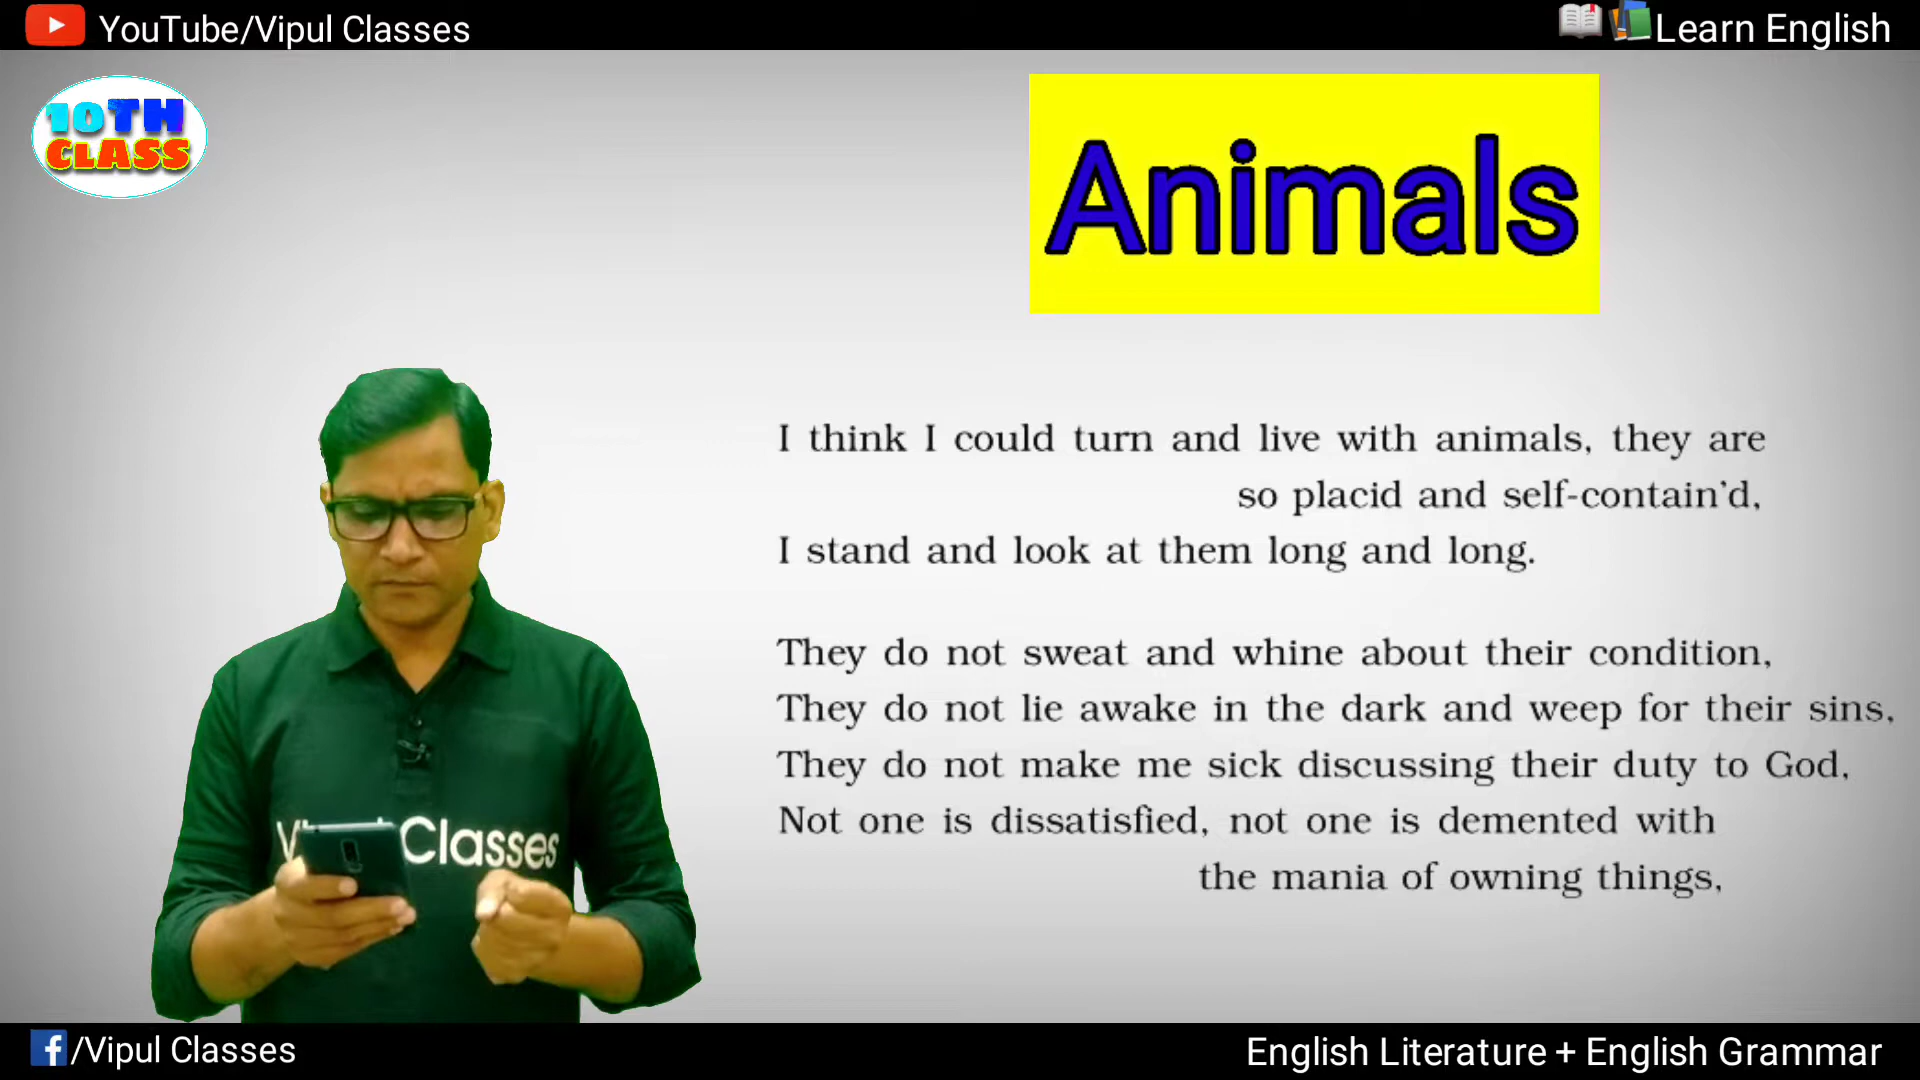 YouTube/Vipul Classes
Learn English
10TH
CLASS
Animals
I think I could turn and live with animals, they are
so placid and self-contain’d,
I stand and look at them long and long.
They do not sweat and whine about their condition,
They do not lie awake in the dark and weep for their sins,
They do not make me sick discussing their duty to God,
Not one is dissatisfied, not one is demented with
the mania of owning things,
Classes
/Vipul Classes
English Literature + English Grammar